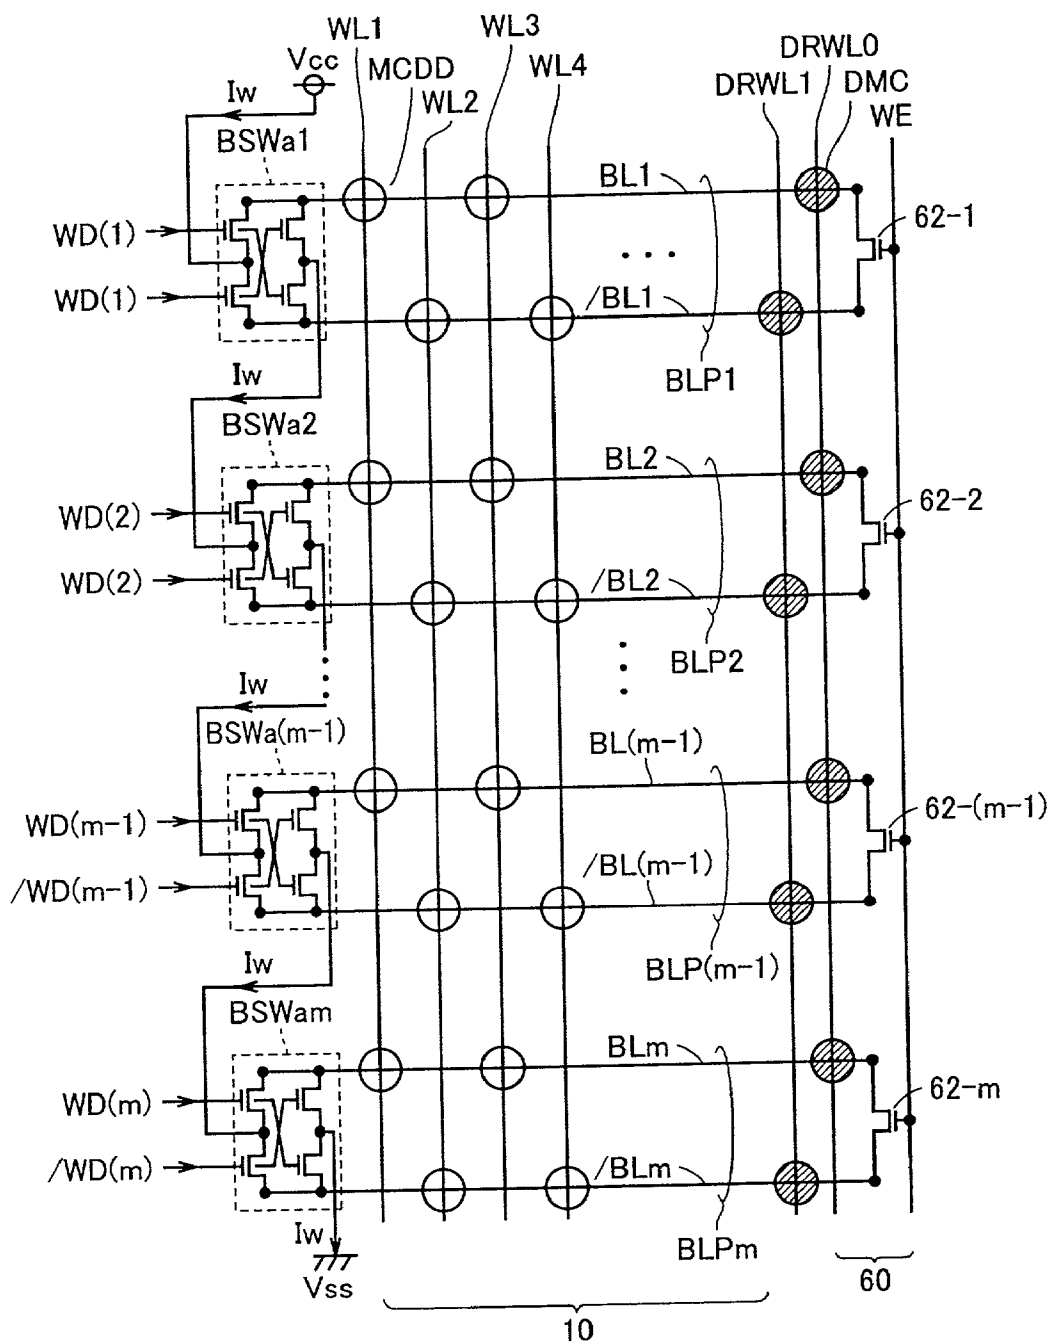 WL1
WL3
Vcc
MCDD
WL4
DRWL0
Iw
WL2
DRWL1
DMC
BSWa1
WE
BL1
WD(1)
62-1
• • •
WD(1)
/BL1
BLP1
Iw
BSWa2
BL2
WD(2)
62-2
WD(2)
/BL2
BLP2
Iw
BSWa(m-1)
BL(m-1)
WD(m-1)
62-(m-1)
/WD(m-1)
/BL(m-1)
BLP(m-1)
Iw
BSWam
BLm
WD(m)
62-m
/WD(m)
/BLm
Iw
BLPm
Vss
60
10